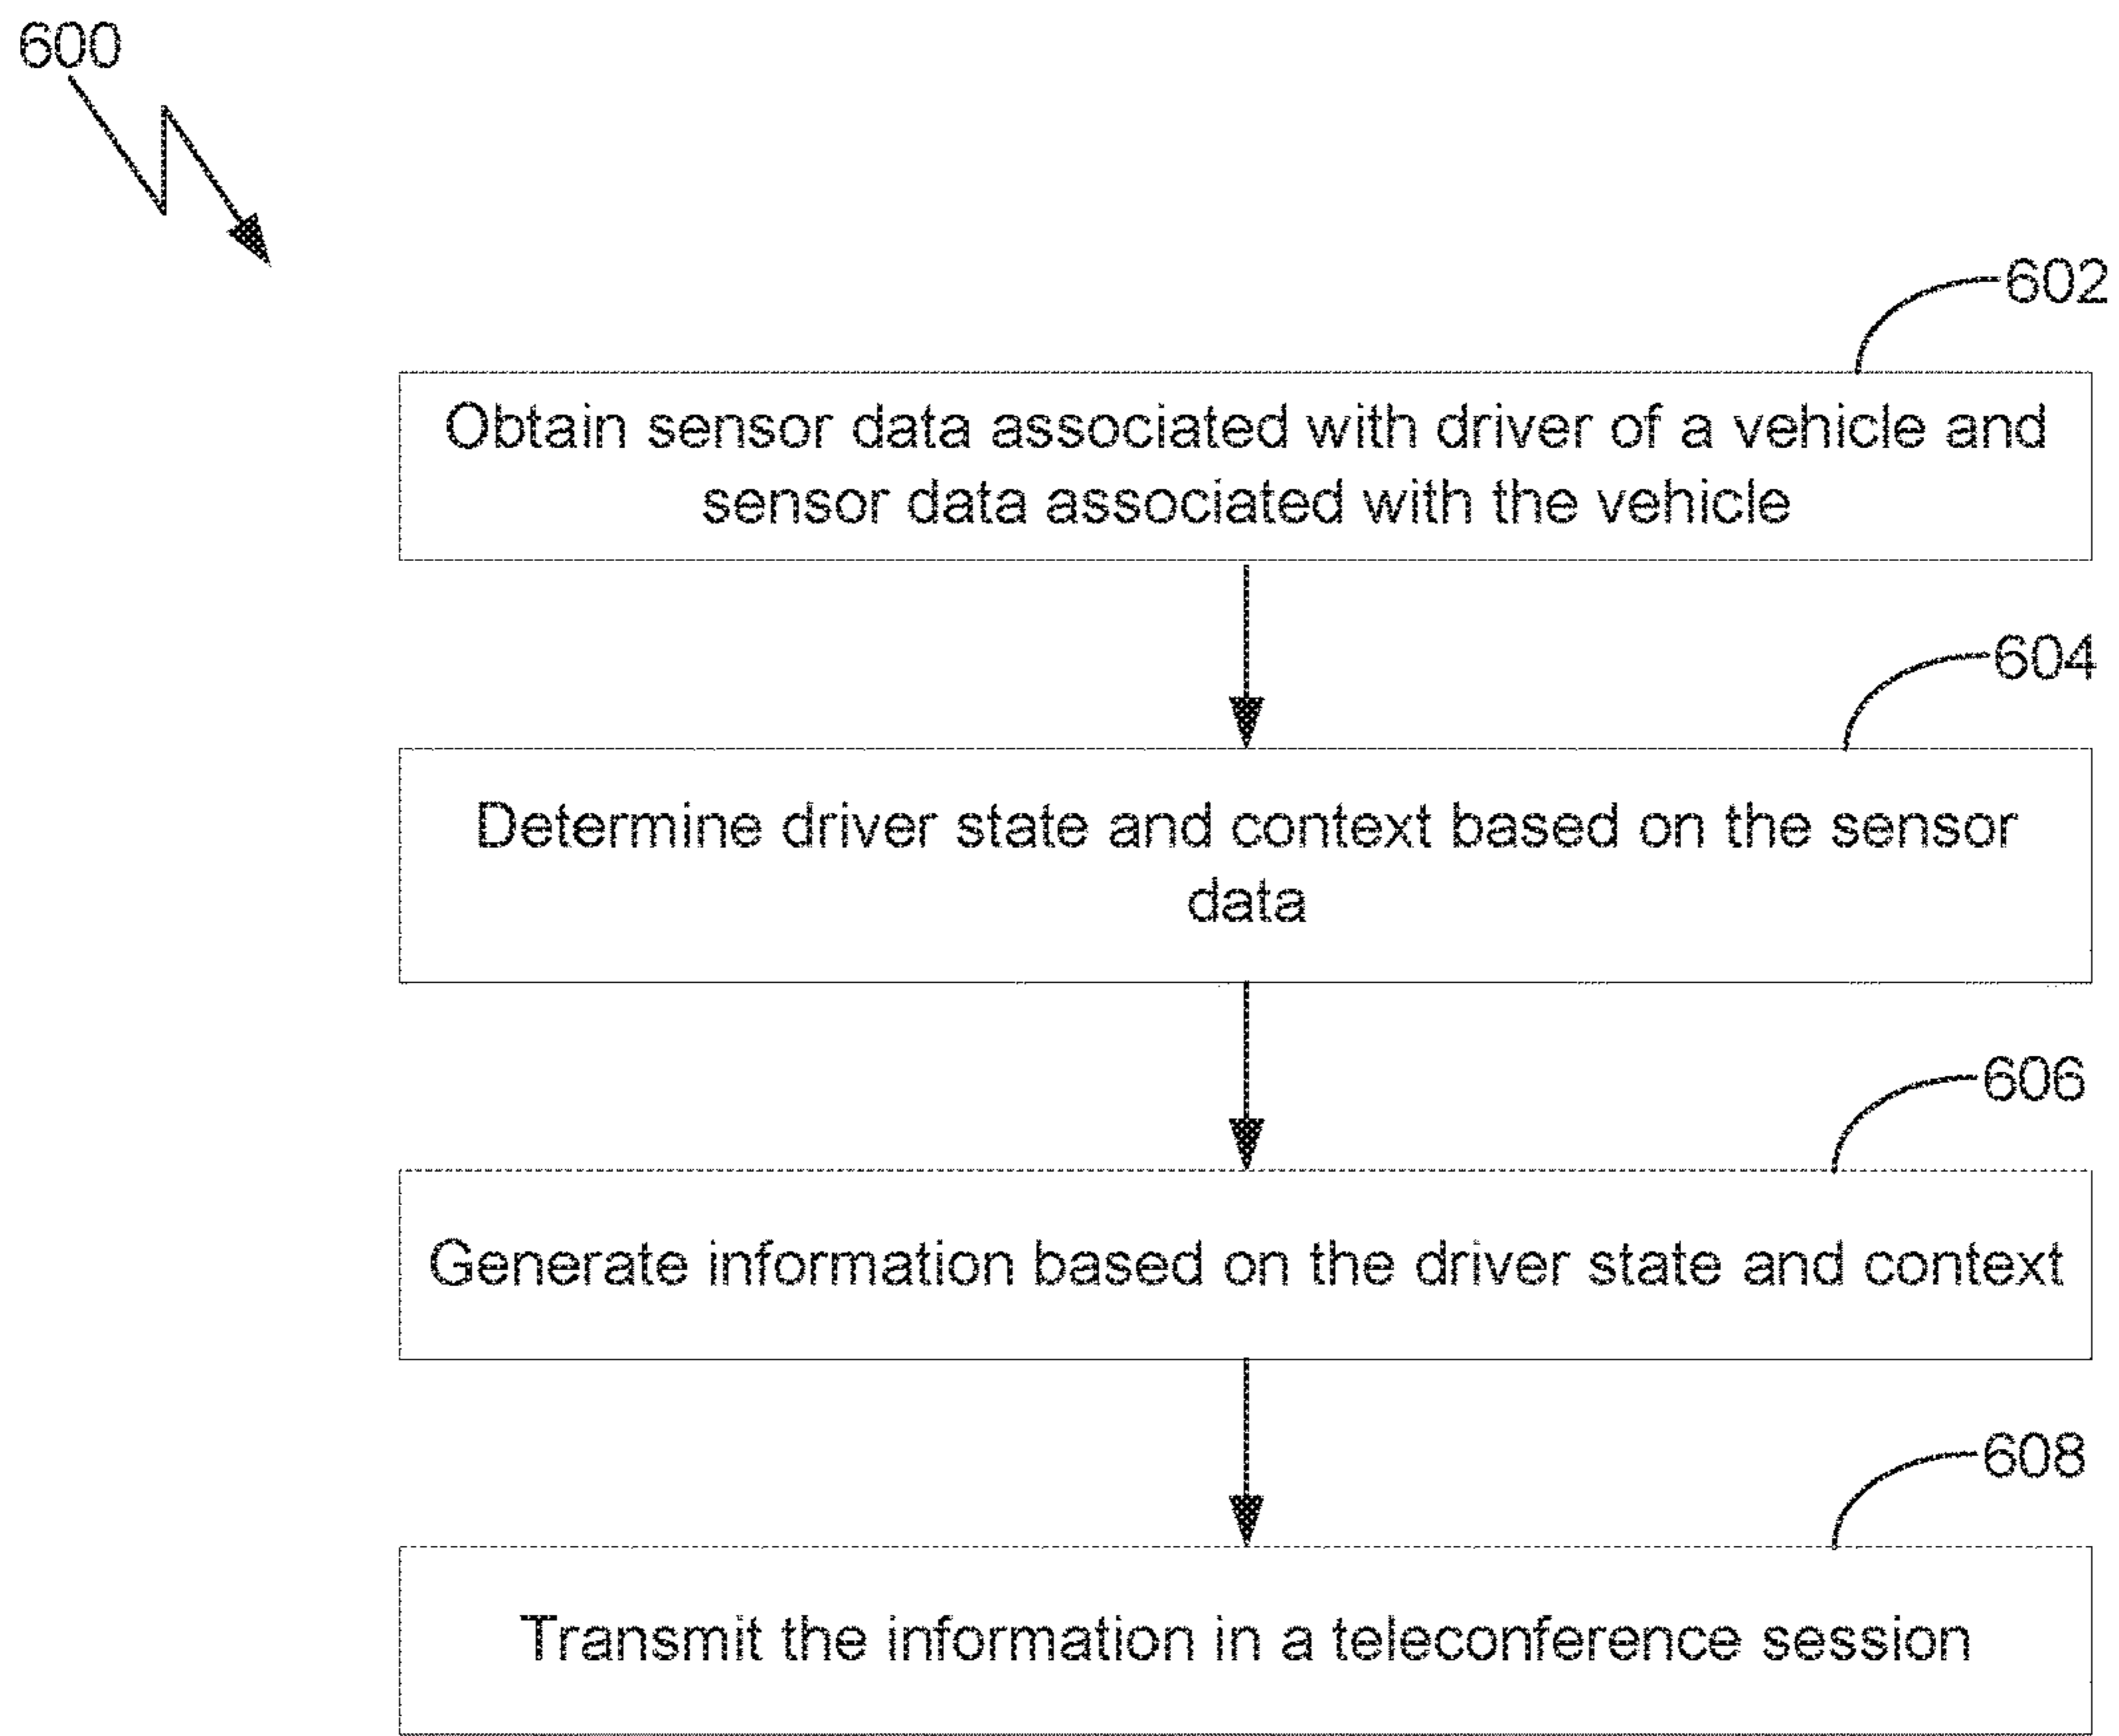 600
602
Obtain sensor data associated with driver of a vehicle and
sensor data associated with the vehicle
604
Determine driver state and context based on the sensor
data
606
Generate information based on the driver state and context
608
Transmit the information in a teleconference session